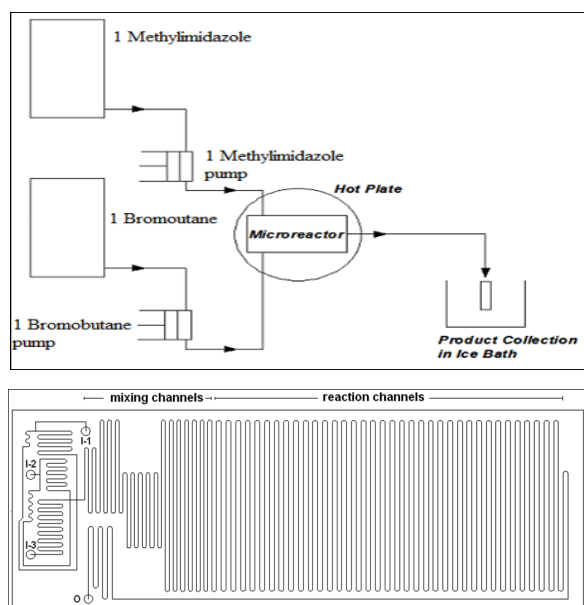 1 Methylimidazole
1 Methylimidazole
pump
Hot Plate
1 Bromoutane
Microreactor
1 Bromobutane
pump
Product Collection
in Ice Bath
mixing channels
reaction channels
I-1
I-2
I-3
O